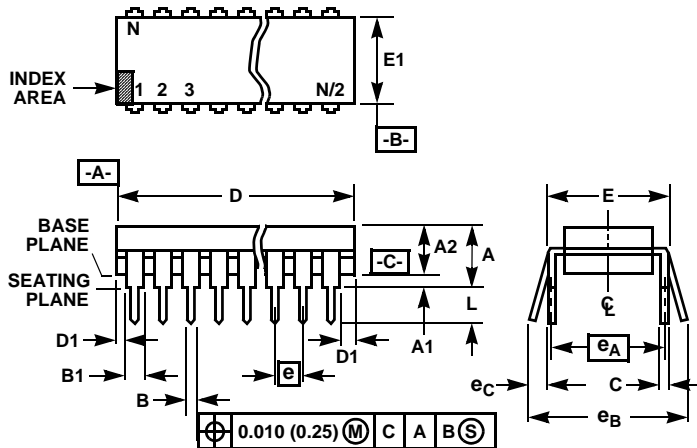 N
E1
INDEX
AREA
1 2 3 N/2
-B-
-A-
D
E
BASE
PLANE
A2
A
-C-
SEATING
PLANE
L
℄
D1
A1
D1
e
eA
B1
eC
C
B
eB
0.010 (0.25) Ⓜ C A B Ⓢ